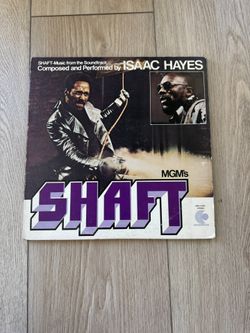 SHAFT-Music from the Soundtrack
Composed and Performed by ISAAC HAYES
MGM's
SHAFT